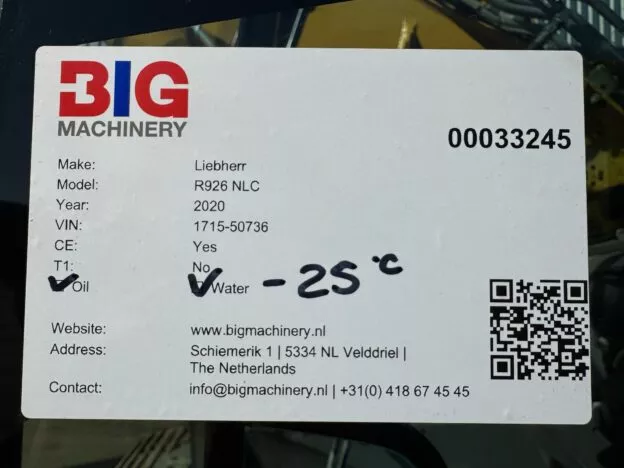 BIG
MACHINERY
00033245
Make: Liebherr
Model: R926 NLC
Year: 2020
VIN: 1715-50736
CE: Yes
T1: No
✔ Oil ✔ Water -25 °C
Website: www.bigmachinery.nl
Address: Schiemerik 1 | 5334 NL Velddriel |
The Netherlands
Contact: info@bigmachinery.nl | +31(0) 418 67 45 45